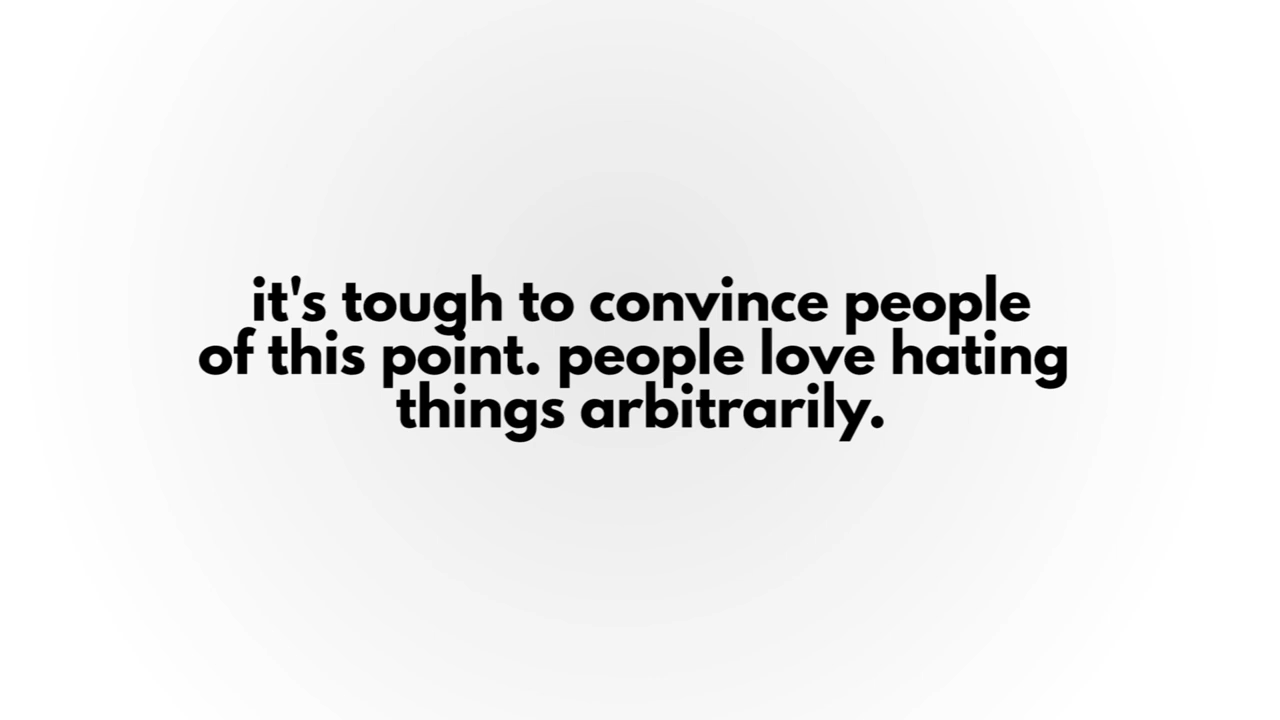 it's tough to convince people
of this point. people love hating
things arbitrarily.